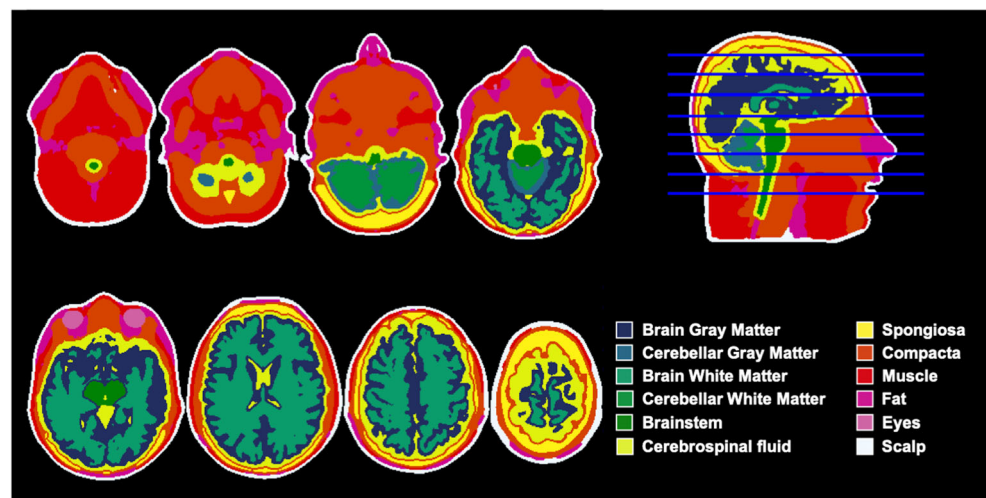 Brain Gray Matter
Cerebellar Gray Matter
Brain White Matter
Cerebellar White Matter
Brainstem
Cerebrospinal fluid
Spongiosa
Compacta
Muscle
Fat
Eyes
Scalp